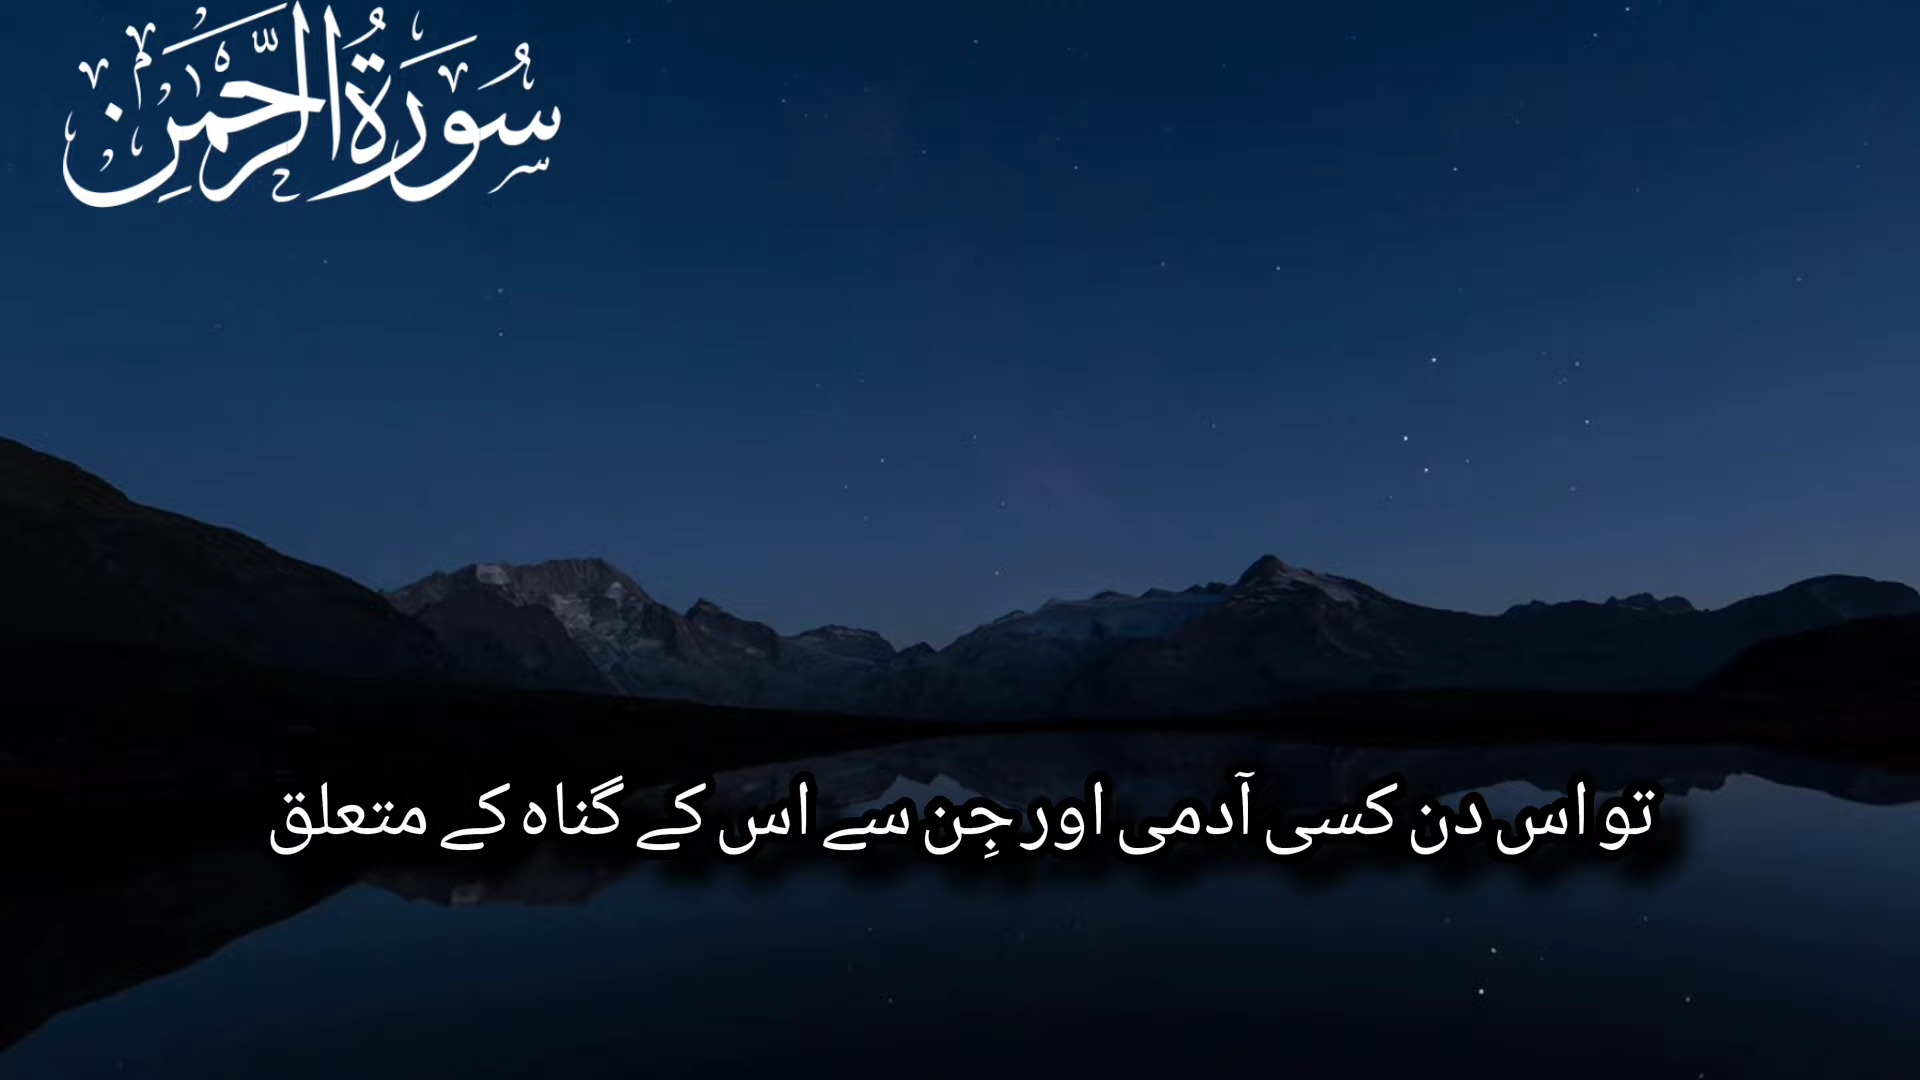 سُورَةُ الرَّحْمٰنِ
تو اس دن کسی آدمی اور جِن سے اس کے گناہ کے متعلق